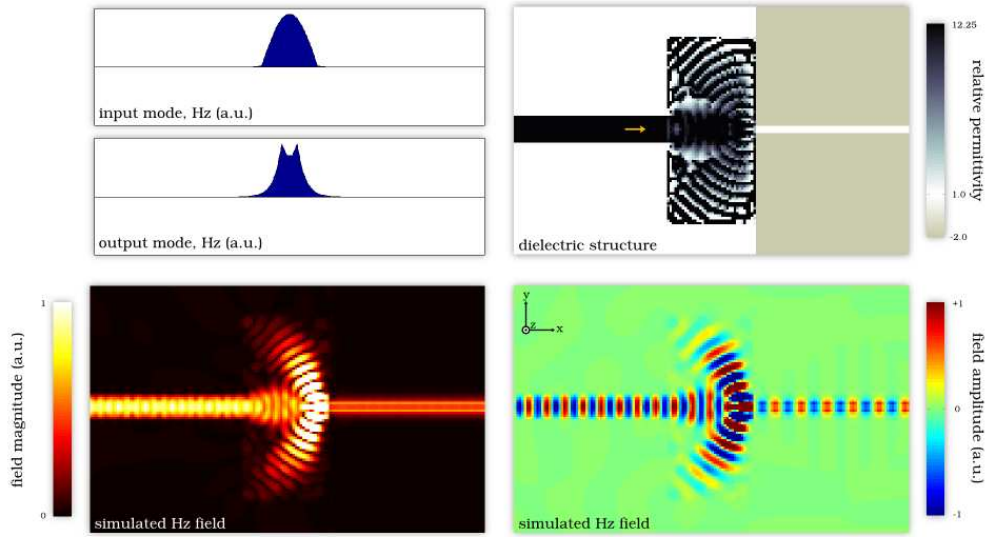 input mode, Hz (a.u.)
output mode, Hz (a.u.)
dielectric structure
12.25
1.0
-2.0
relative permittivity
field magnitude (a.u.)
1
0
simulated Hz field
y
z
x
simulated Hz field
+1
0
-1
field amplitude (a.u.)